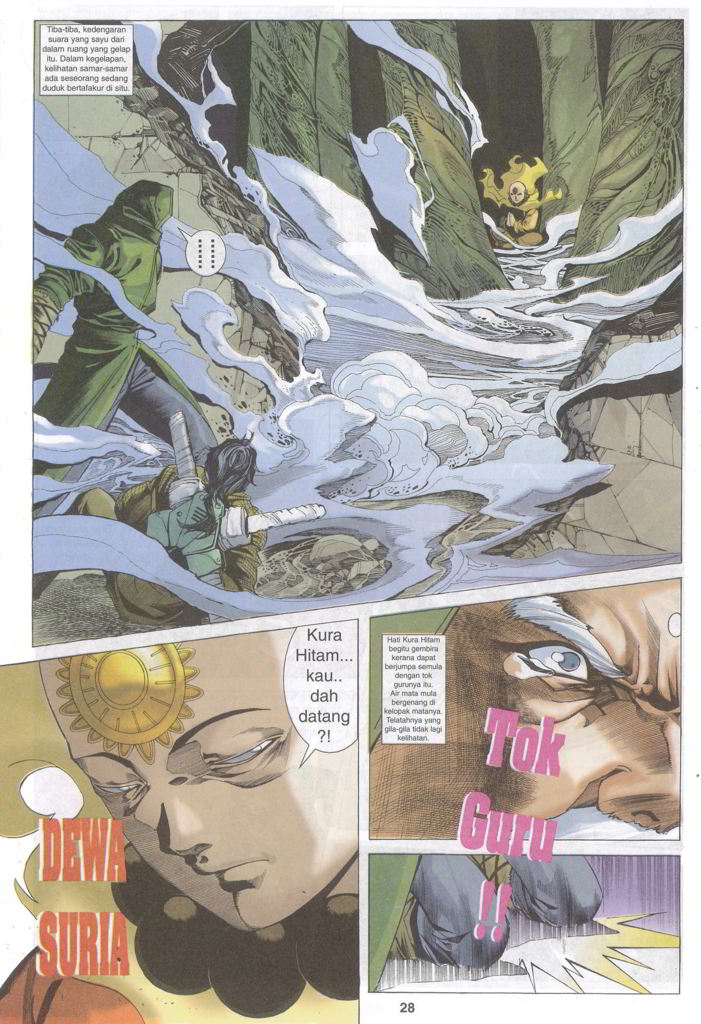 Tiba-tiba, kedengaran
suara yang sayu dari
dalam ruang yang gelap
itu. Dalam kegelapan,
kelihatan samar-samar
ada seseorang sedang
duduk bertafakur di situ.
Kura
Hitam...
kau..
dah
datang
?!
DEWA
SURIA
Hati Kura Hitam
begitu gembira
kerana dapat
berjumpa semula
dengan tok
gurunya itu.
Air mata mula
bergenang di
kelopak matanya.
Telatahnya yang
gila-gila tidak lagi
kelihatan.
Tok
Guru
!!
28